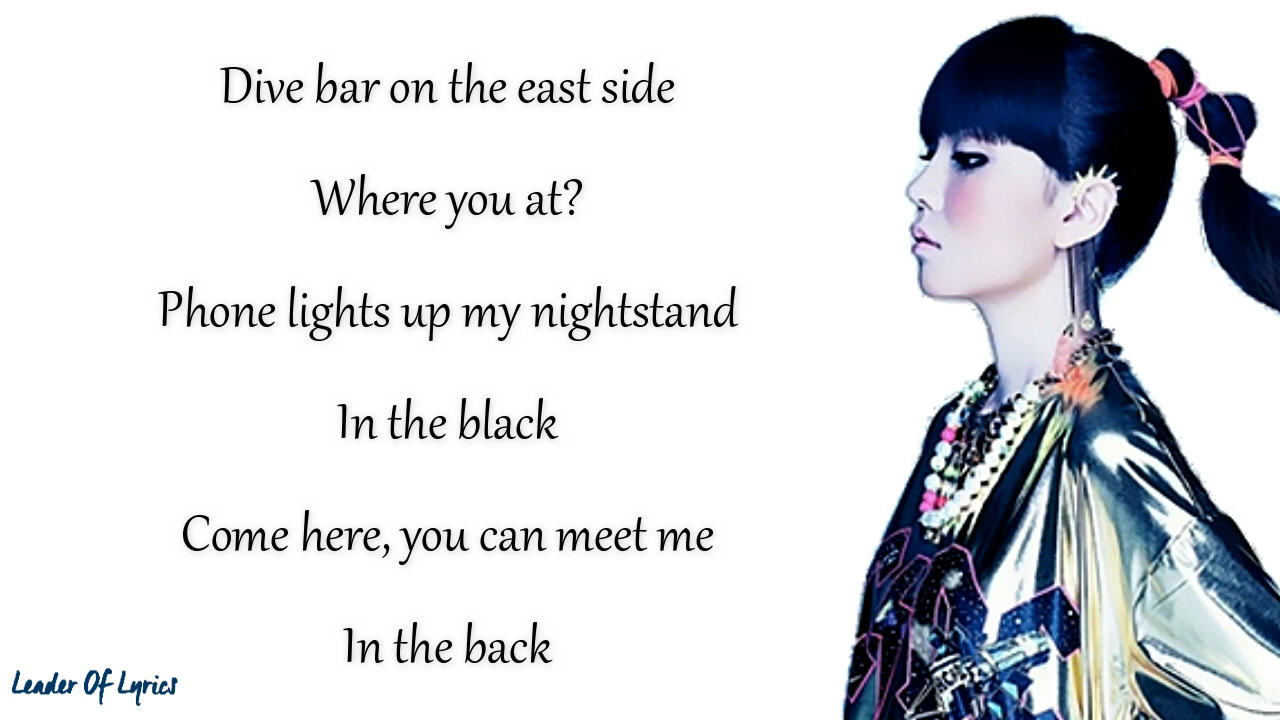 Dive bar on the east side
Where you at?
Phone lights up my nightstand
In the black
Come here, you can meet me
In the back
Leader Of Lyrics